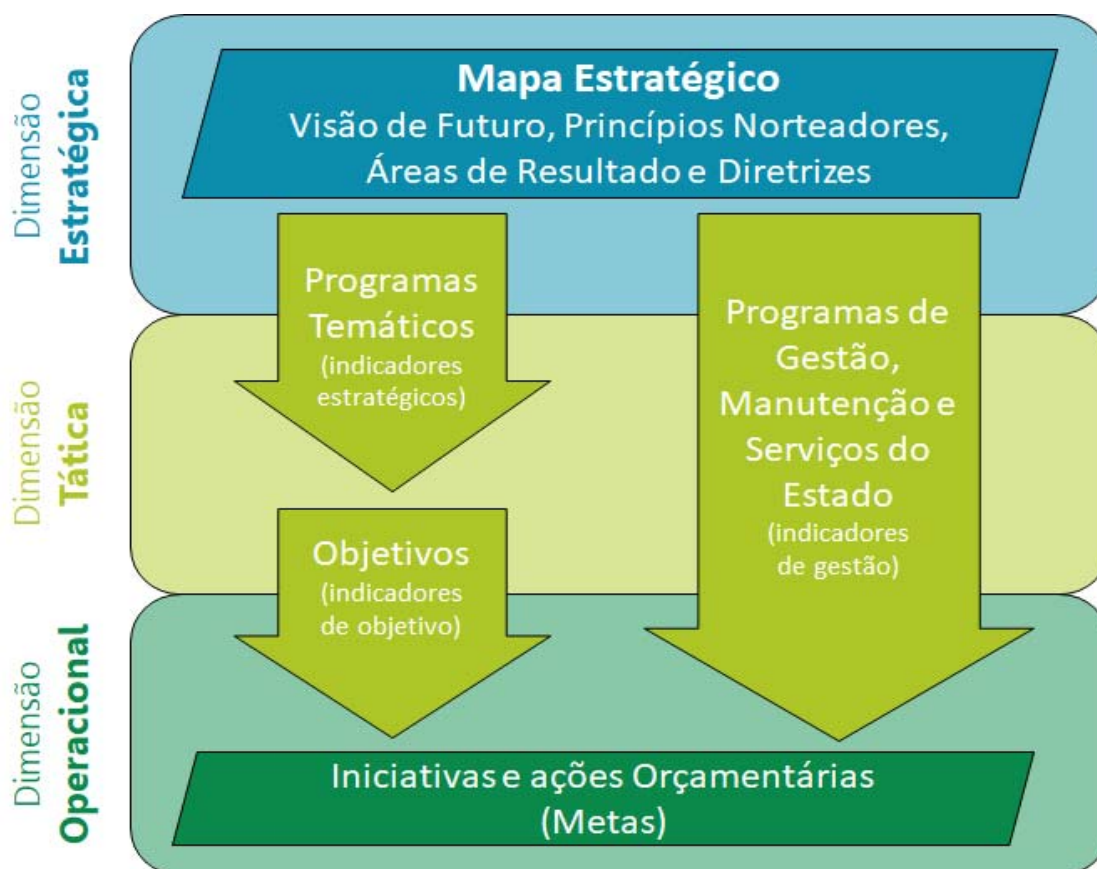 Dimensão
Estratégica
Mapa Estratégico
Visão de Futuro, Princípios Norteadores,
Áreas de Resultado e Diretrizes
Programas
Temáticos
(indicadores
estratégicos)
Programas de
Gestão,
Manutenção e
Serviços do
Estado
(indicadores
de gestão)
Dimensão
Tática
Objetivos
(indicadores
de objetivo)
Dimensão
Operacional
Iniciativas e ações Orçamentárias
(Metas)